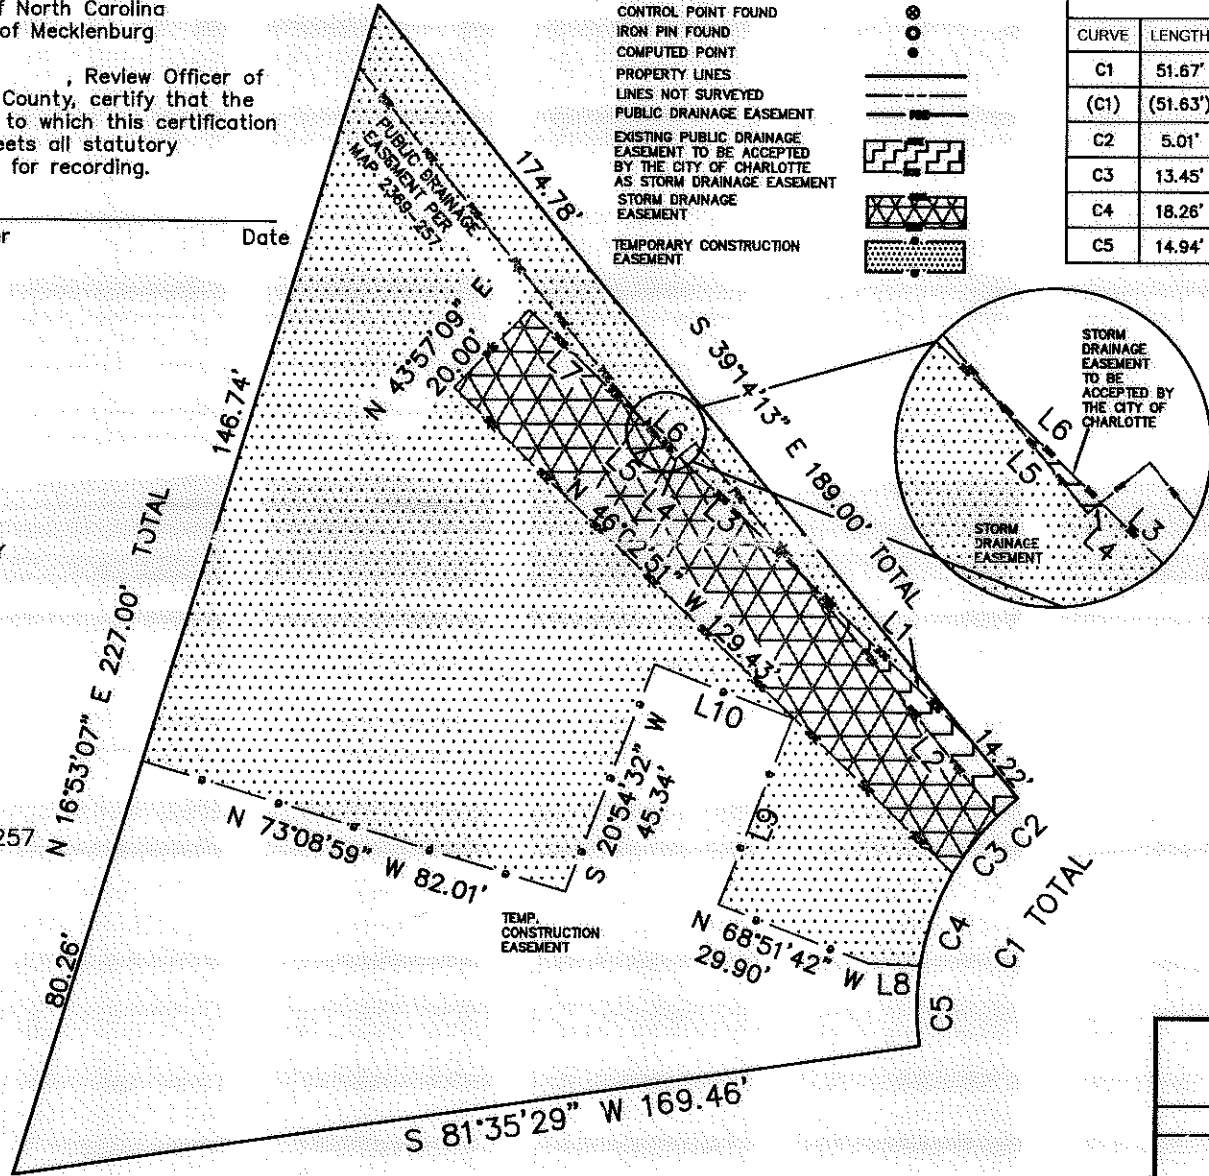 of North Carolina
of Mecklenburg
, Review Officer of
County, certify that the
to which this certification
eets all statutory
for recording.
er Date
CONTROL POINT FOUND
IRON PIN FOUND
COMPUTED POINT
PROPERTY LINES
LINES NOT SURVEYED
PUBLIC DRAINAGE EASEMENT
EXISTING PUBLIC DRAINAGE
EASEMENT TO BE ACCEPTED
BY THE CITY OF CHARLOTTE
AS STORM DRAINAGE EASEMENT
STORM DRAINAGE
EASEMENT
TEMPORARY CONSTRUCTION
EASEMENT
CURVE LENGTH
C1 51.67'
(C1) (51.63')
C2 5.01'
C3 13.45'
C4 18.26'
C5 14.94'
PUBLIC DRAINAGE
EASEMENT PER
MAP 2369-257
174.78'
S 39°14'13" E 189.00' TOTAL
N 43°57'09" E
20.00'
146.74'
N 16°53'07" E 227.00' TOTAL
80.26'
L7
L6
L5
L4
L3
N 46°02'51" W 129.43'
L1
L2
14.22'
STORM
DRAINAGE
EASEMENT
TO BE
ACCEPTED BY
THE CITY OF
CHARLOTTE
L6
L5
L4
L3
STORM
DRAINAGE
EASEMENT
L10
S 20°54'32" W
45.34'
L9
N 73°08'59" W 82.01'
TEMP.
CONSTRUCTION
EASEMENT
N 68°51'42" W
29.90'
L8
C2
C3
C4
C5
C1 TOTAL
257
S 81°35'29" W 169.46'